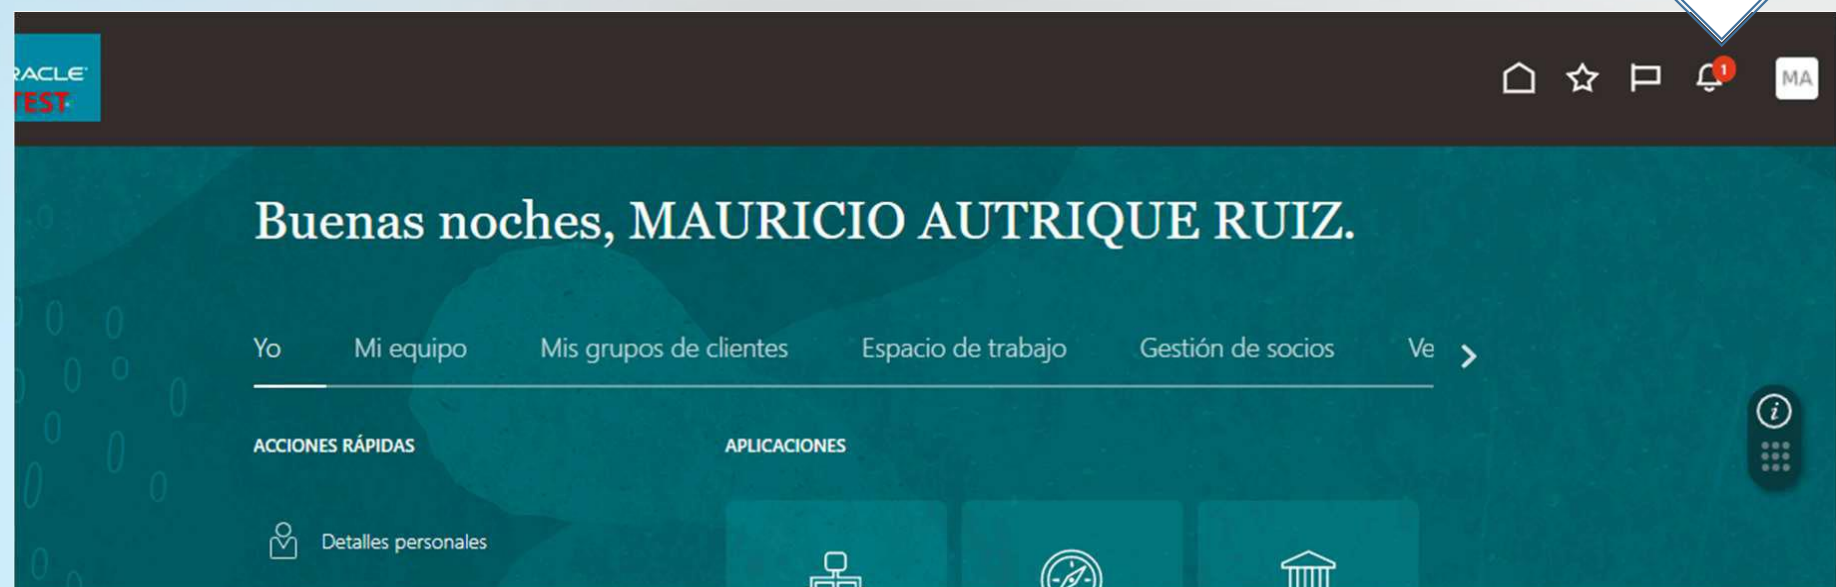 RACLE
TEST
1
MA
Buenas noches, MAURICIO AUTRIQUE RUIZ.
Yo Mi equipo Mis grupos de clientes Espacio de trabajo Gestión de socios Ve
ACCIONES RÁPIDAS APLICACIONES
Detalles personales